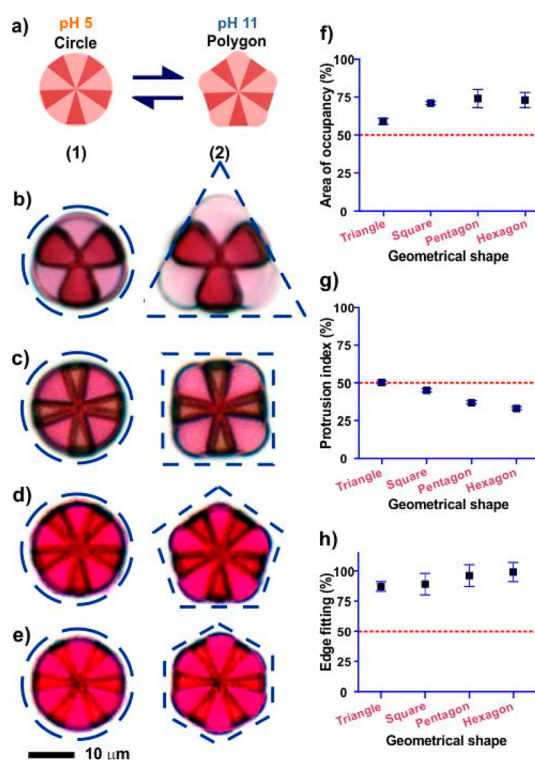 a)
pH 5
Circle
pH 11
Polygon
(1)
(2)
b)
c)
d)
e)
10 µm
f)
Area of occupancy (%)
100
75
50
25
0
Triangle
Square
Pentagon
Hexagon
Geometrical shape
g)
Protrusion index (%)
100
75
50
25
0
Triangle
Square
Pentagon
Hexagon
Geometrical shape
h)
Edge fitting (%)
100
75
50
25
0
Triangle
Square
Pentagon
Hexagon
Geometrical shape